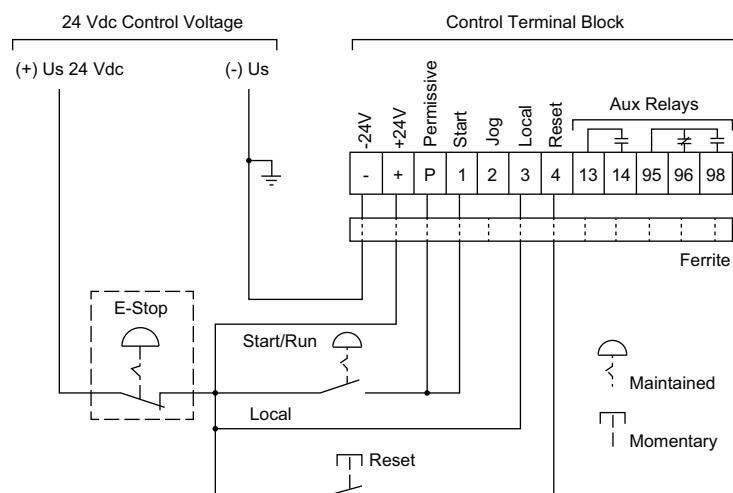 24 Vdc Control Voltage
Control Terminal Block
(+) Us 24 Vdc
(-) Us
-24V
+24V
Permissive
Start
Jog
Local
Reset
Aux Relays
- + P 1 2 3 4 13 14 95 96 98
Ferrite
E-Stop
Start/Run
Maintained
Local
Momentary
Reset